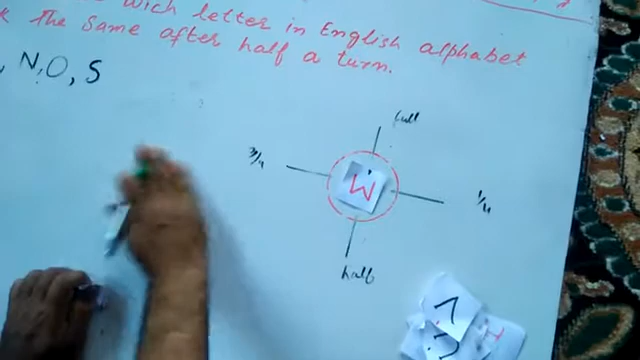 wich letter in English alphabet
the same after half a turn.
, N, O, S
full
3/4
W
1/4
half